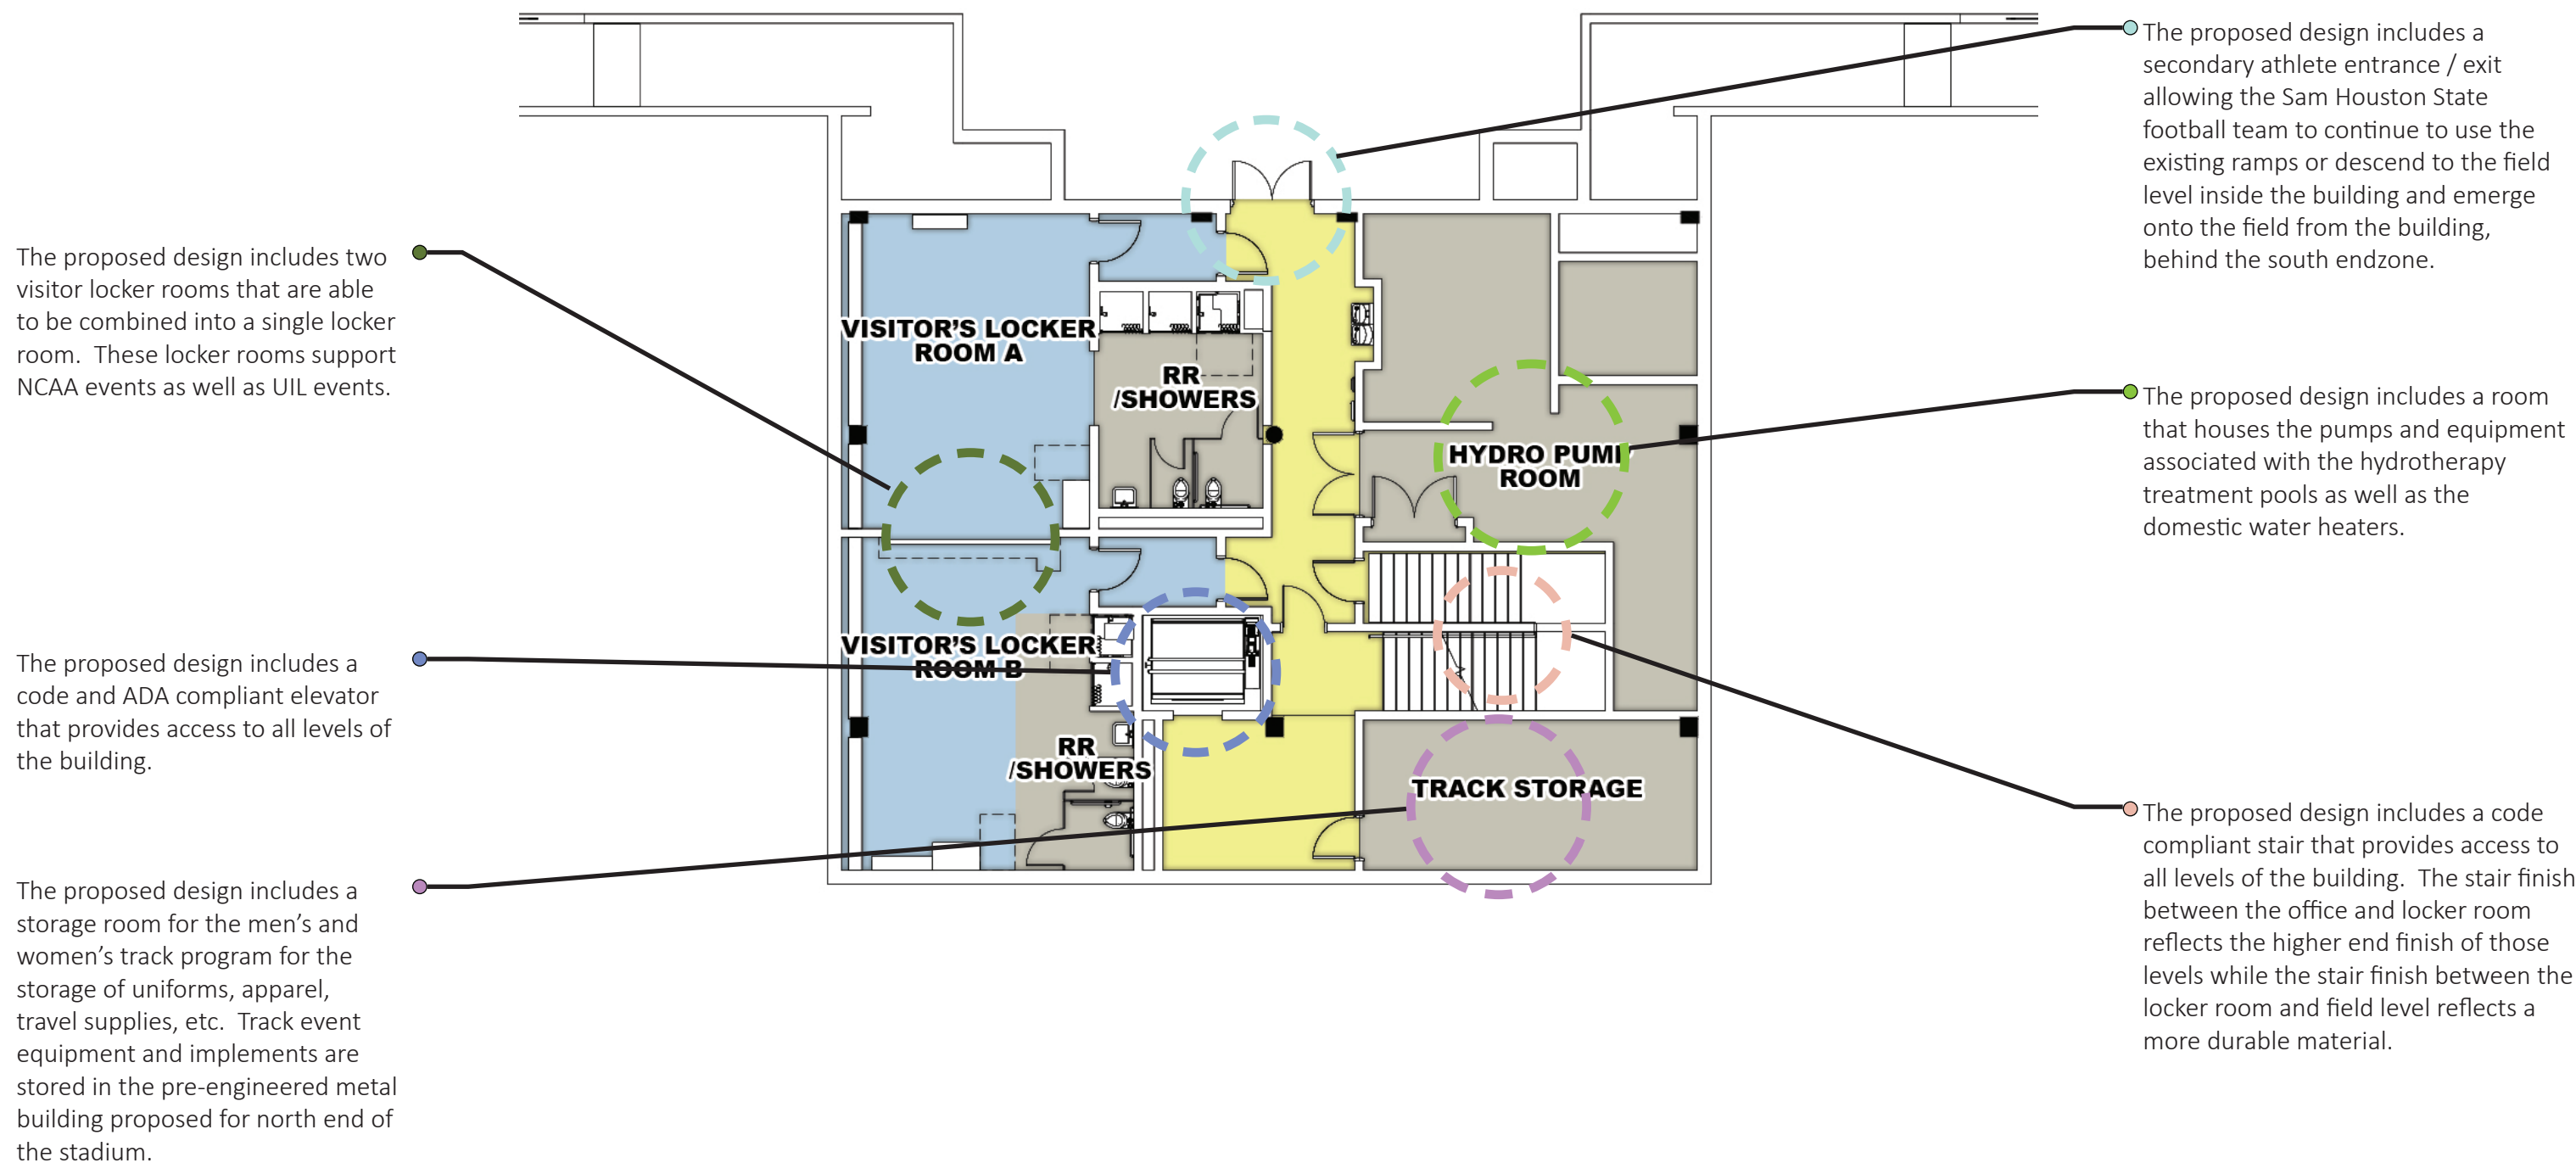 The proposed design includes two
visitor locker rooms that are able
to be combined into a single locker
room.  These locker rooms support
NCAA events as well as UIL events.
The proposed design includes a
code and ADA compliant elevator
that provides access to all levels of
the building.
The proposed design includes a
storage room for the men’s and
women’s track program for the
storage of uniforms, apparel,
travel supplies, etc.  Track event
equipment and implements are
stored in the pre-engineered metal
building proposed for north end of
the stadium.
VISITOR’S LOCKER
ROOM A
RR
/SHOWERS
HYDRO PUMP
ROOM
VISITOR’S LOCKER
ROOM B
RR
/SHOWERS
TRACK STORAGE
The proposed design includes a
secondary athlete entrance / exit
allowing the Sam Houston State
football team to continue to use the
existing ramps or descend to the field
level inside the building and emerge
onto the field from the building,
behind the south endzone.
The proposed design includes a room
that houses the pumps and equipment
associated with the hydrotherapy
treatment pools as well as the
domestic water heaters.
The proposed design includes a code
compliant stair that provides access to
all levels of the building.  The stair finish
between the office and locker room
reflects the higher end finish of those
levels while the stair finish between the
locker room and field level reflects a
more durable material.